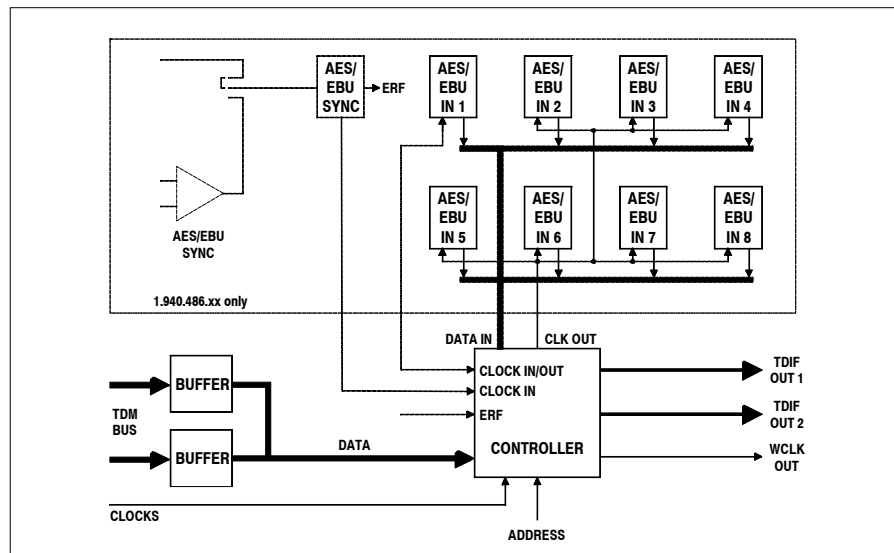 AES/
EBU
SYNC
ERF
AES/
EBU
IN 1
AES/
EBU
IN 2
AES/
EBU
IN 3
AES/
EBU
IN 4
AES/EBU
SYNC
AES/
EBU
IN 5
AES/
EBU
IN 6
AES/
EBU
IN 7
AES/
EBU
IN 8
1.940.486.xx only
DATA IN
CLK OUT
BUFFER
TDM
BUS
BUFFER
DATA
CLOCK IN/OUT
CLOCK IN
ERF
CONTROLLER
TDIF
OUT 1
TDIF
OUT 2
WCLK
OUT
CLOCKS
ADDRESS